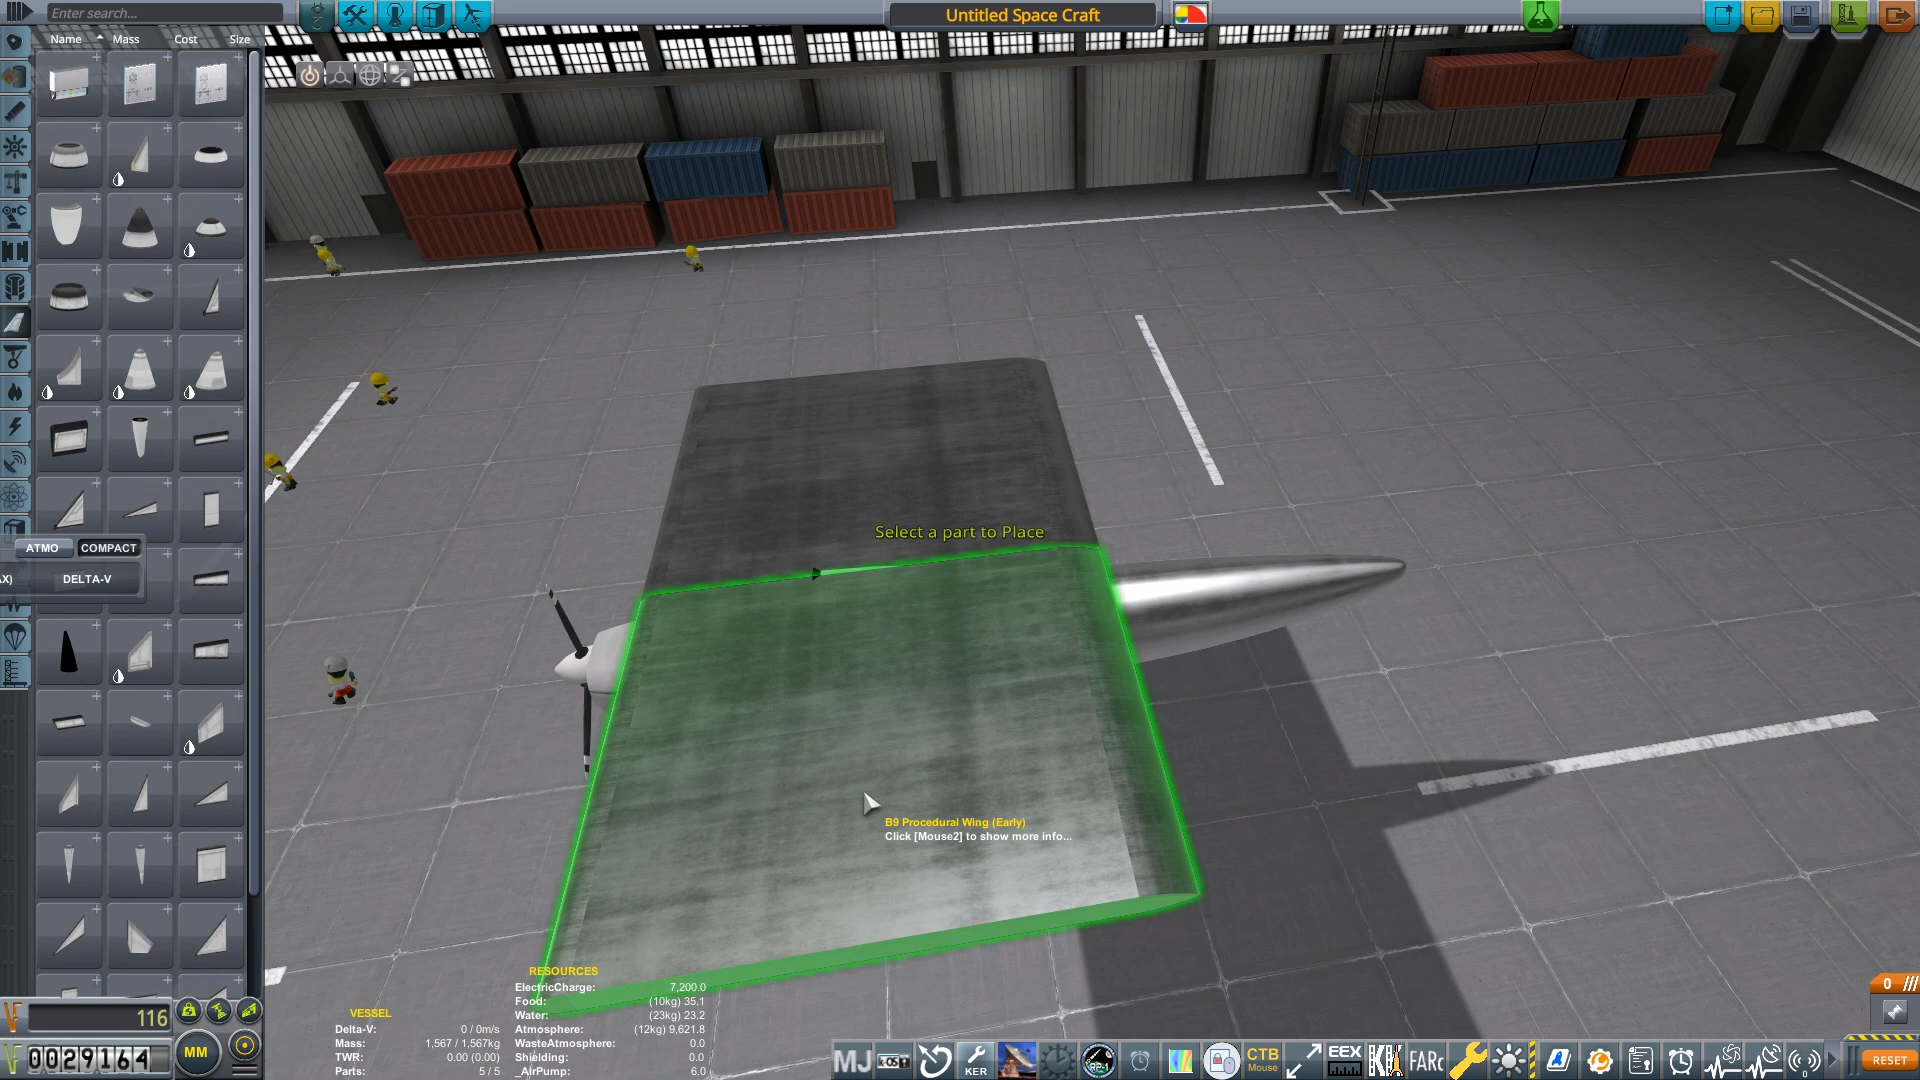 Enter search...
Untitled Space Craft
Name Mass Cost Size
Select a part to Place
ATMO COMPACT
AX) DELTA-V
B9 Procedural Wing (Early)
Click [Mouse2] to show more info...
RESOURCES
ElectricCharge: 7,200.0
Food: (10kg) 35.1
Water: (23kg) 23.2
Atmosphere: (12kg) 9,621.8
WasteAtmosphere: 0.0
Shielding: 0.0
_AirPump: 6.0
VESSEL
Delta-V: 0 / 0m/s
Mass: 1,567 / 1,567kg
TWR: 0.00 (0.00)
Parts: 5 / 5
116
0029164
MM
0
MJ KER RP-1 CTB Mouse EEX FARc
RESET